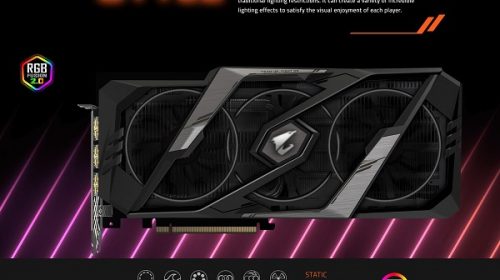 traditional lighting restrictions. It can create a variety of incredible
lighting effects to satisfy the visual enjoyment of each player.
RGB
FUSION
2.0
STATIC